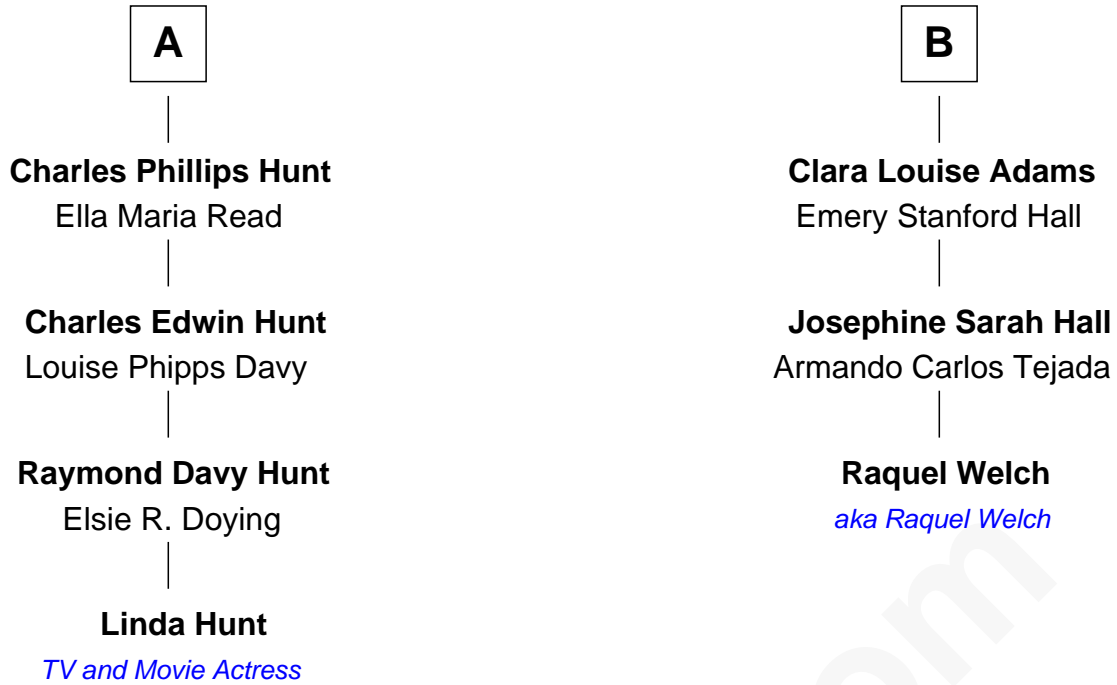 A
Charles Phillips Hunt
Ella Maria Read
Charles Edwin Hunt
Louise Phipps Davy
Raymond Davy Hunt
Elsie R. Doying
Linda Hunt
TV and Movie Actress
B
Clara Louise Adams
Emery Stanford Hall
Josephine Sarah Hall
Armando Carlos Tejada
Raquel Welch
aka Raquel Welch
om